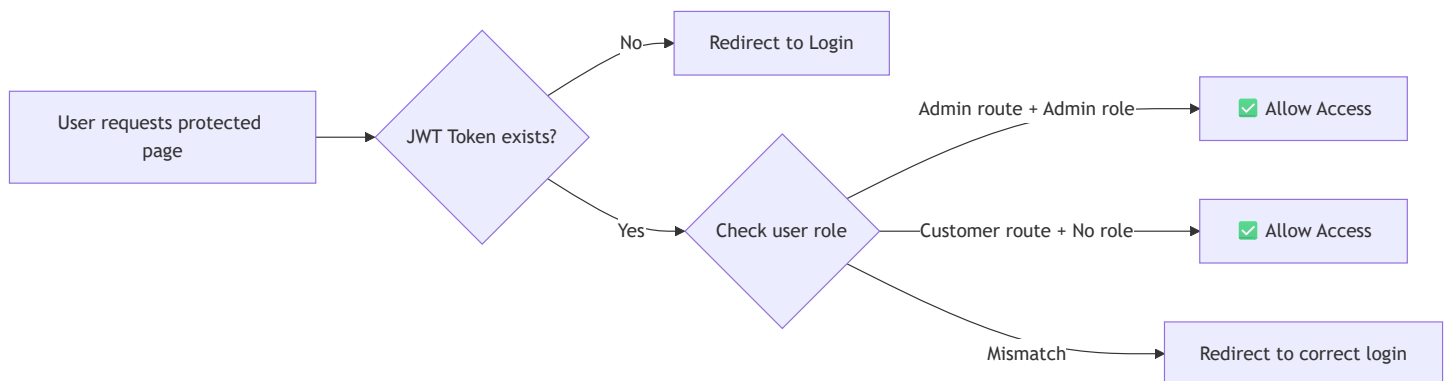 User requests protected
page
JWT Token exists?
No
Redirect to Login
Yes
Check user role
Admin route + Admin role
✅ Allow Access
Customer route + No role
✅ Allow Access
Mismatch
Redirect to correct login